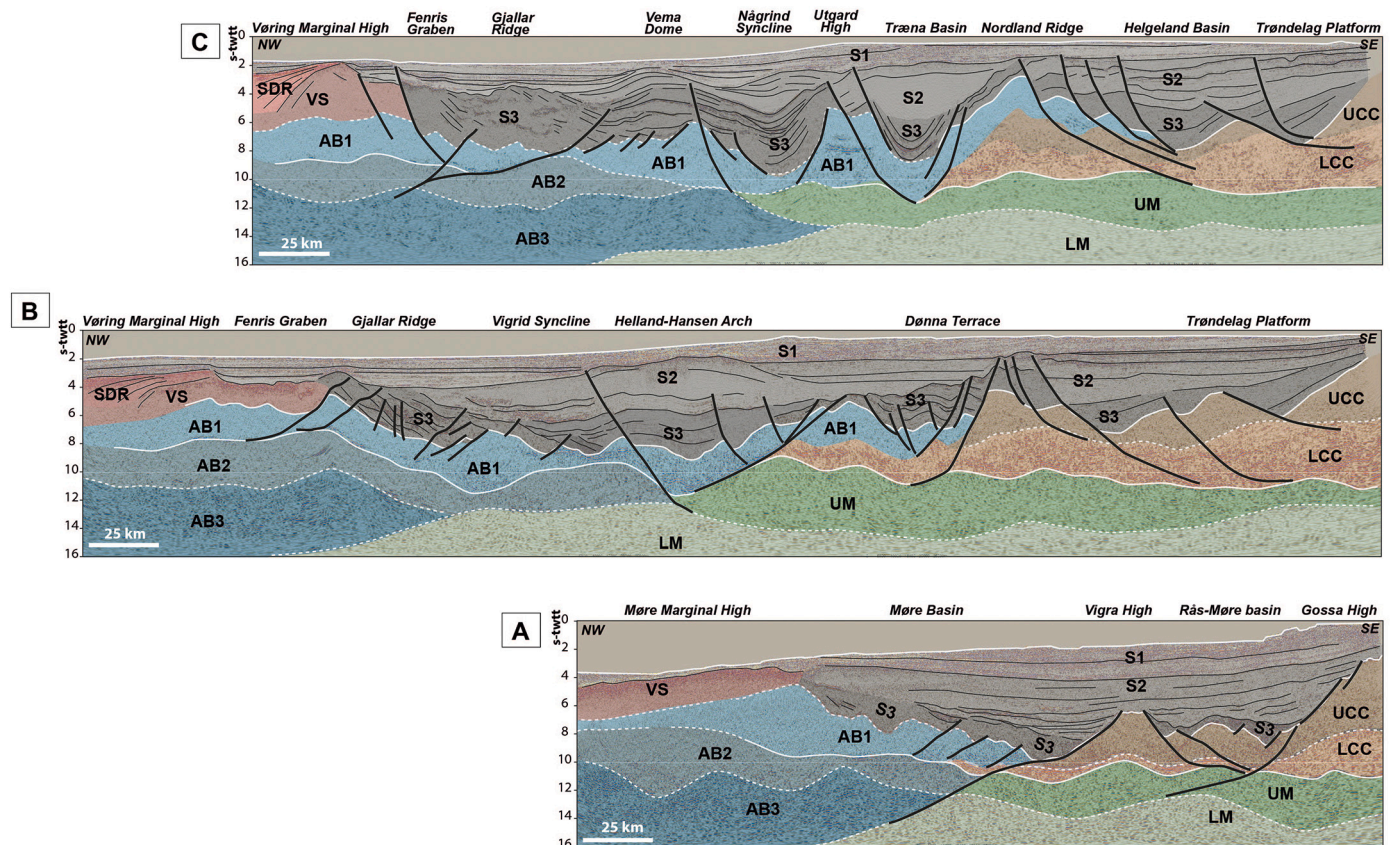 C
s-twtt
Vøring Marginal High
Fenris
Graben
Gjallar
Ridge
Vema
Dome
Någrind
Syncline
Utgard
High
Træna Basin
Nordland Ridge
Helgeland Basin
Trøndelag Platform
NW
SE
0
2
4
6
8
10
12
14
16
SDR
VS
S3
S1
S2
S3
S3
S2
S3
UCC
AB1
AB1
AB1
LCC
AB2
UM
AB3
LM
25 km
B
s-twtt
Vøring Marginal High
Fenris Graben
Gjallar Ridge
Vigrid Syncline
Helland-Hansen Arch
Dønna Terrace
Trøndelag Platform
NW
SE
0
2
4
6
8
10
12
14
16
S1
S2
S2
SDR
VS
S3
S3
S3
S3
UCC
AB1
AB1
AB1
LCC
AB2
AB3
UM
LM
25 km
A
s-twtt
Møre Marginal High
Møre Basin
Vigra High
Rås-Møre basin
Gossa High
NW
SE
0
2
4
6
8
10
12
14
16
S1
S2
VS
S3
S3
S3
UCC
AB1
AB2
LCC
AB3
UM
LM
25 km